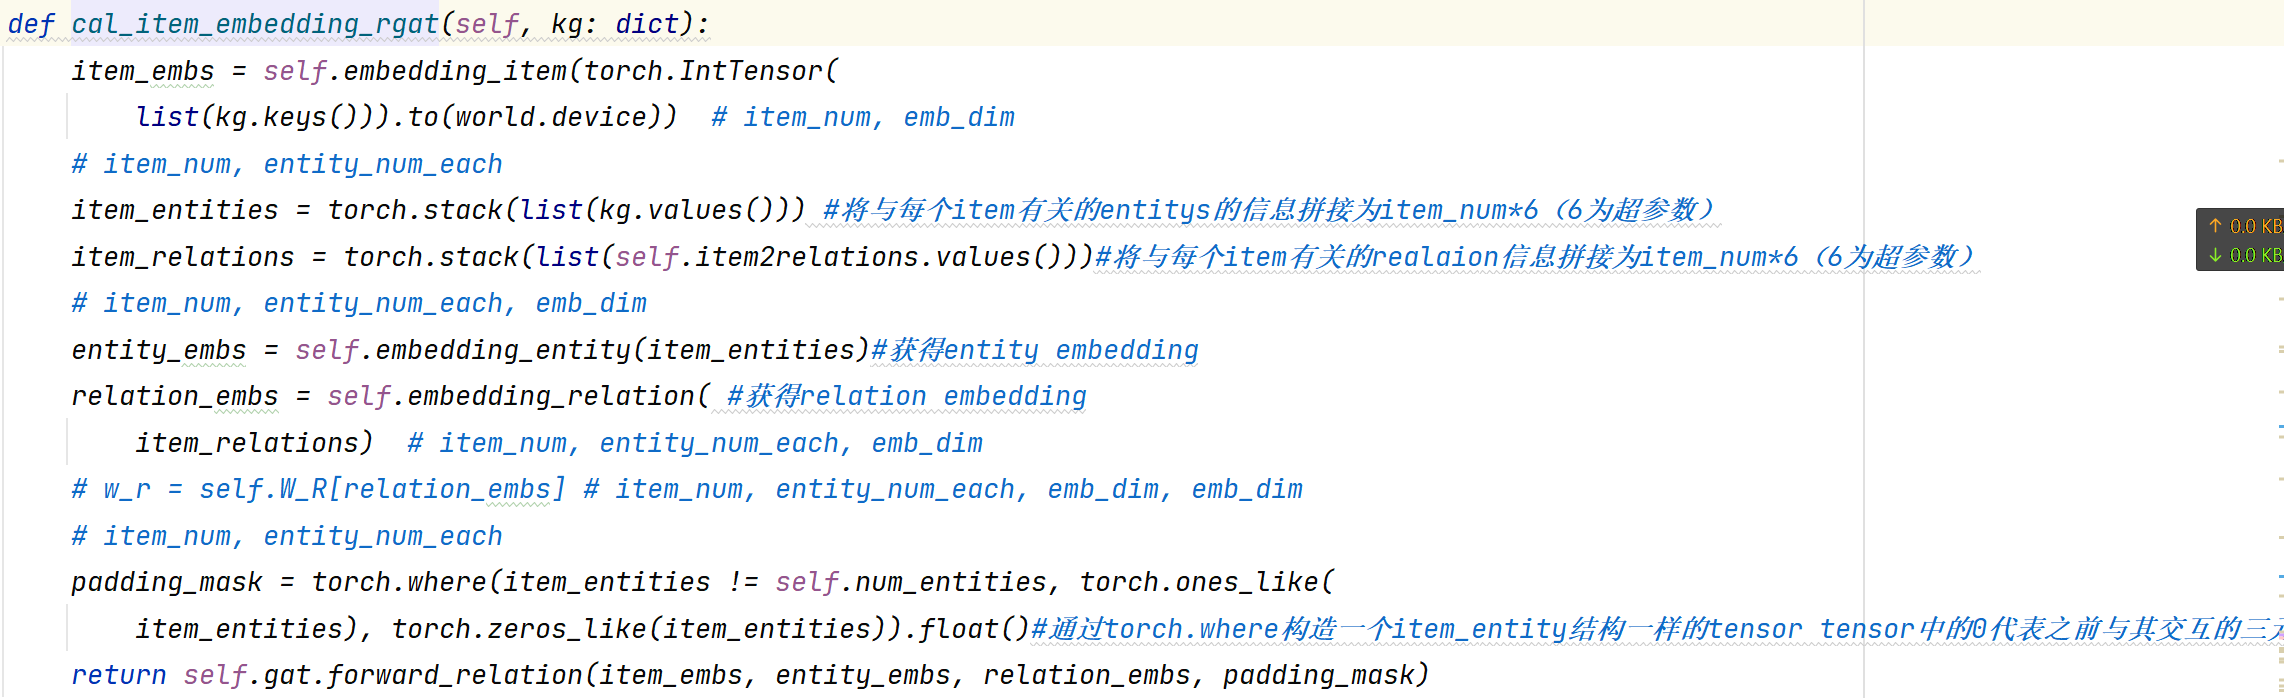 def cal_item_embedding_rgat(self, kg: dict):
item_embs = self.embedding_item(torch.IntTensor(
list(kg.keys())).to(world.device))  # item_num, emb_dim
# item_num, entity_num_each
item_entities = torch.stack(list(kg.values())) #将与每个item有关的entitys的信息拼接为item_num*6（6为超参数）
item_relations = torch.stack(list(self.item2relations.values()))#将与每个item有关的realaion信息拼接为item_num*6（6为超参数）
# item_num, entity_num_each, emb_dim
entity_embs = self.embedding_entity(item_entities)#获得entity embedding
relation_embs = self.embedding_relation( #获得relation embedding
item_relations)  # item_num, entity_num_each, emb_dim
# w_r = self.W_R[relation_embs] # item_num, entity_num_each, emb_dim, emb_dim
# item_num, entity_num_each
padding_mask = torch.where(item_entities != self.num_entities, torch.ones_like(
item_entities), torch.zeros_like(item_entities)).float()#通过torch.where构造一个item_entity结构一样的tensor tensor中的0代表之前与其交互的三
return self.gat.forward_relation(item_embs, entity_embs, relation_embs, padding_mask)
↑ 0.0 KB
↓ 0.0 KB